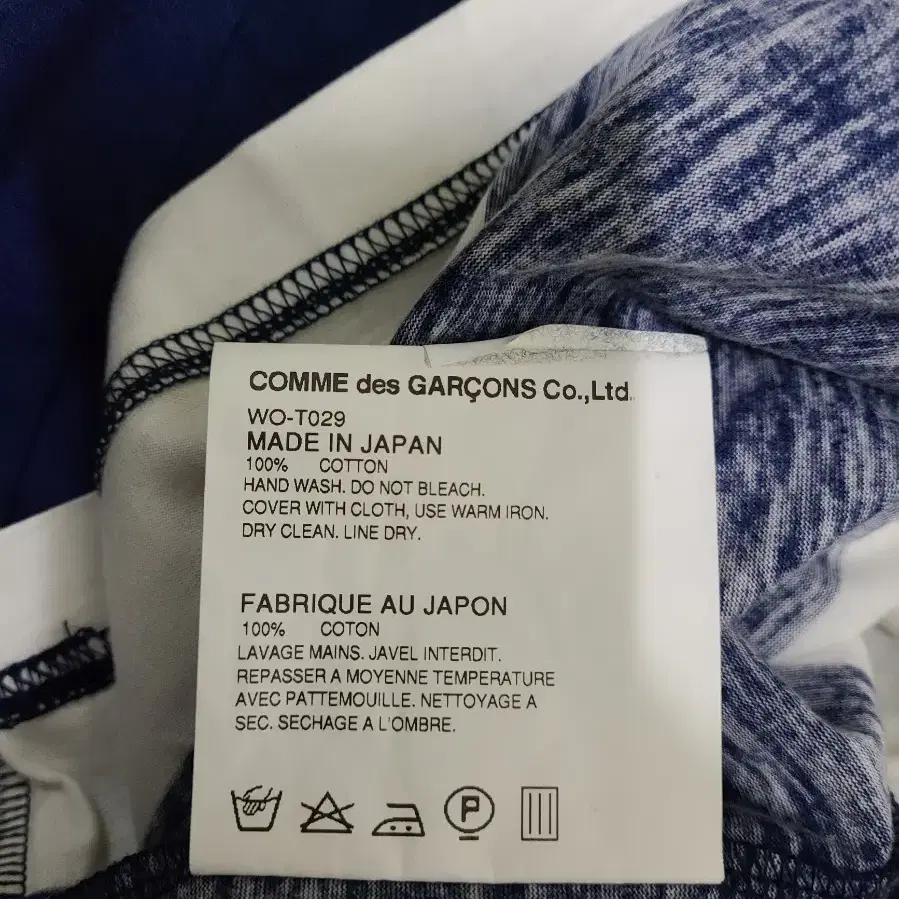 COMME des GARÇONS Co.,Ltd.
WO-T029
MADE IN JAPAN
100% COTTON
HAND WASH. DO NOT BLEACH.
COVER WITH CLOTH, USE WARM IRON.
DRY CLEAN. LINE DRY.
FABRIQUE AU JAPON
100% COTON
LAVAGE MAINS. JAVEL INTERDIT.
REPASSER A MOYENNE TEMPERATURE
AVEC PATTEMOUILLE. NETTOYAGE A
SEC. SECHAGE A L'OMBRE.
P